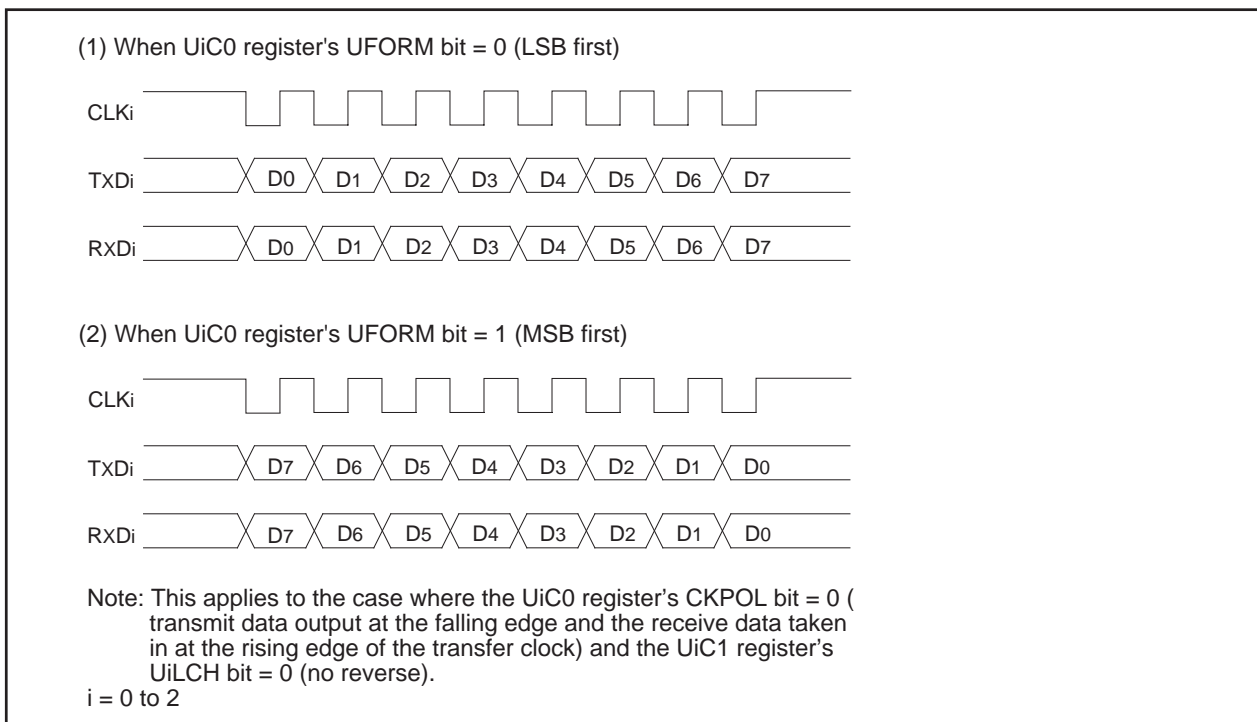 (1) When UiC0 register's UFORM bit = 0 (LSB first)
CLKi
TXDi D0 D1 D2 D3 D4 D5 D6 D7
RXDi D0 D1 D2 D3 D4 D5 D6 D7
(2) When UiC0 register's UFORM bit = 1 (MSB first)
CLKi
TXDi D7 D6 D5 D4 D3 D2 D1 D0
RXDi D7 D6 D5 D4 D3 D2 D1 D0
Note: This applies to the case where the UiC0 register’s CKPOL bit = 0 (
transmit data output at the falling edge and the receive data taken
in at the rising edge of the transfer clock) and the UiC1 register’s
UiLCH bit = 0 (no reverse).
i = 0 to 2